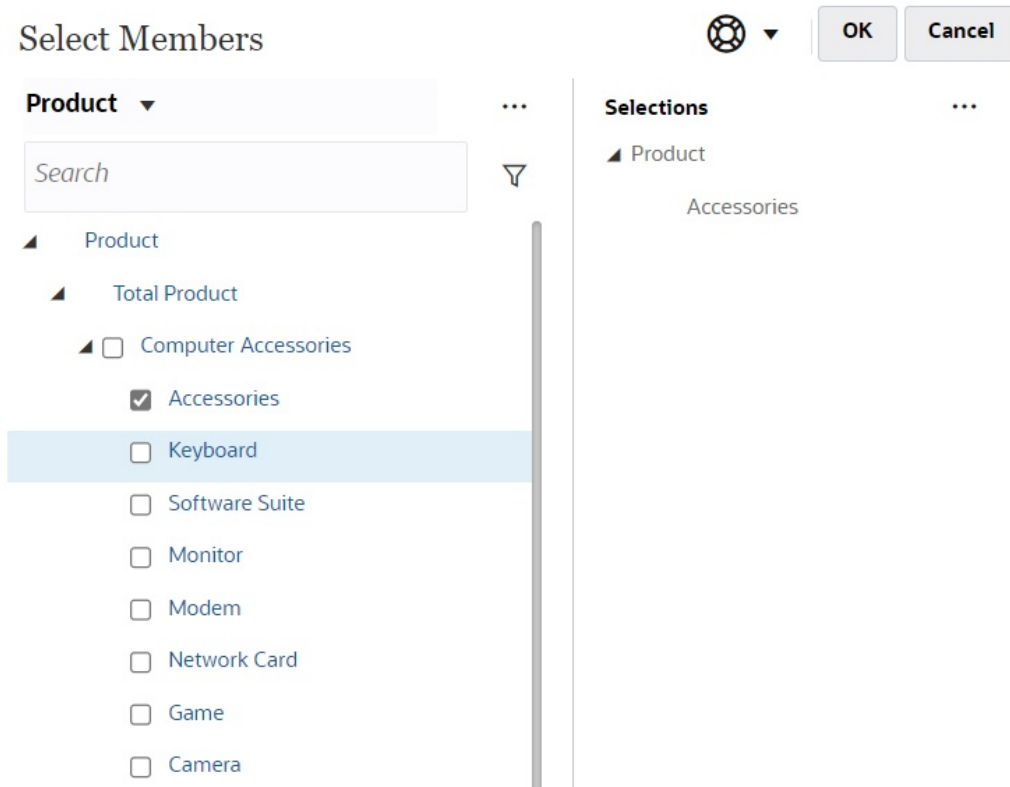 Select Members
OK
Cancel
Product
Search
Product
Total Product
Computer Accessories
Accessories
Keyboard
Software Suite
Monitor
Modem
Network Card
Game
Camera
Selections
Product
Accessories